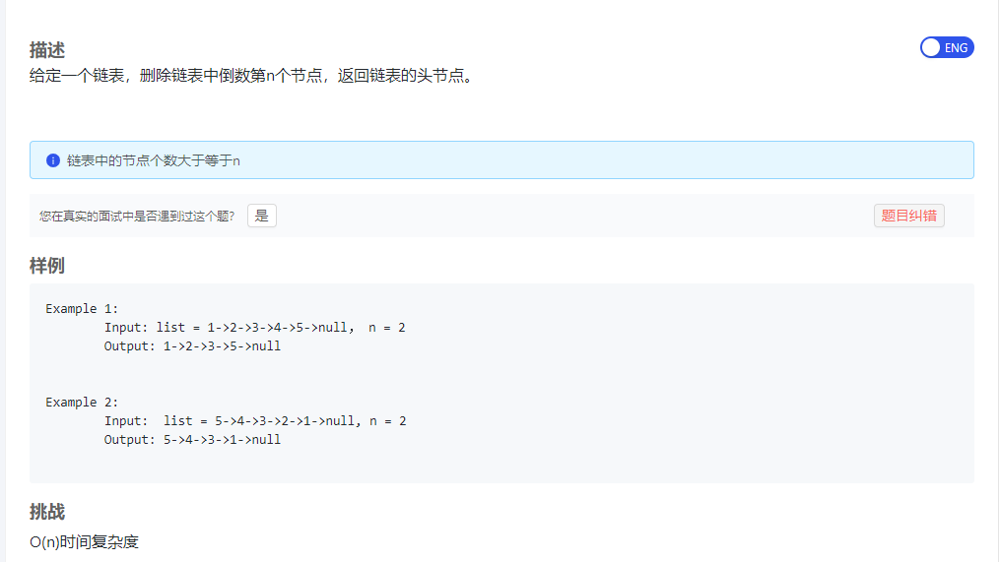 描述
ENG
给定一个链表，删除链表中倒数第n个节点，返回链表的头节点。
链表中的节点个数大于等于n
您在真实的面试中是否遇到过这个题? 是
题目纠错
样例
Example 1:
Input: list = 1->2->3->4->5->null， n = 2
Output: 1->2->3->5->null
Example 2:
Input:  list = 5->4->3->2->1->null, n = 2
Output: 5->4->3->1->null
挑战
O(n)时间复杂度